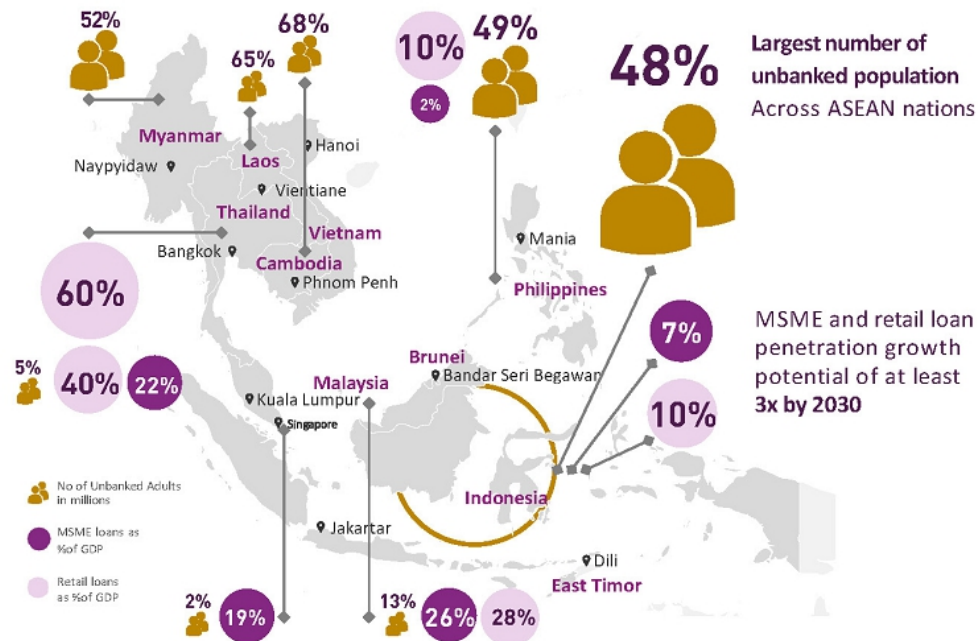 52%
65%
68%
10%
49%
2%
48%
Largest number of
unbanked population
Across ASEAN nations
Myanmar
Naypyidaw
Laos
Hanoi
Vientiane
Thailand
Vietnam
Bangkok
Cambodia
Phnom Penh
Mania
Philippines
60%
5%
40%
22%
7%
10%
MSME and retail loan
penetration growth
potential of at least
3x by 2030
Brunei
Bandar Seri Begawan
Malaysia
Kuala Lumpur
Singapore
Indonesia
Jakartar
Dili
East Timor
No of Unbanked Adults
in millions
MSME loans as
%of GDP
Retail loans
as %of GDP
2%
19%
13%
26%
28%